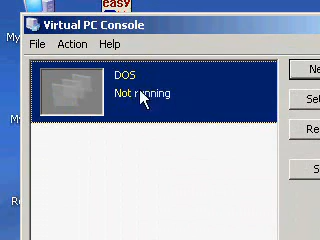 easy
Virtual PC Console
File Action Help
DOS
Not running